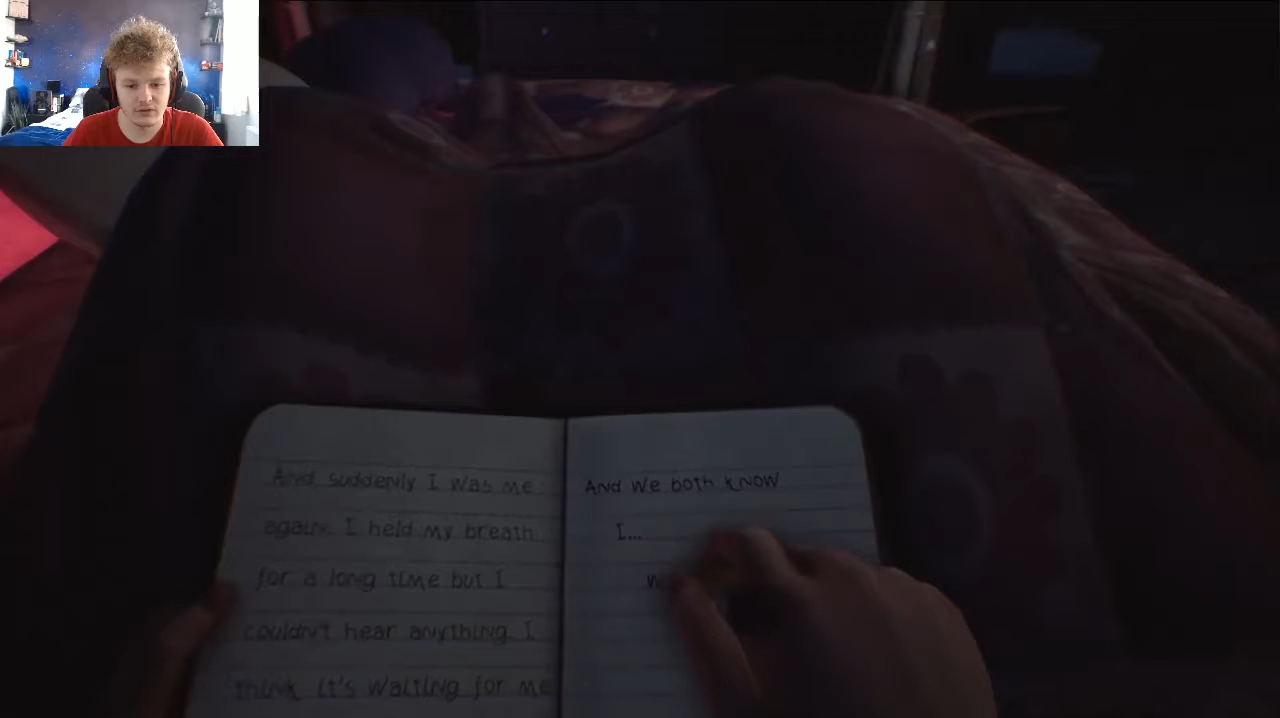 And suddenly I was me
again. I held my breath
for a long time but I
couldn't hear anything. I
think it's waiting for me
And we both know
I...
w